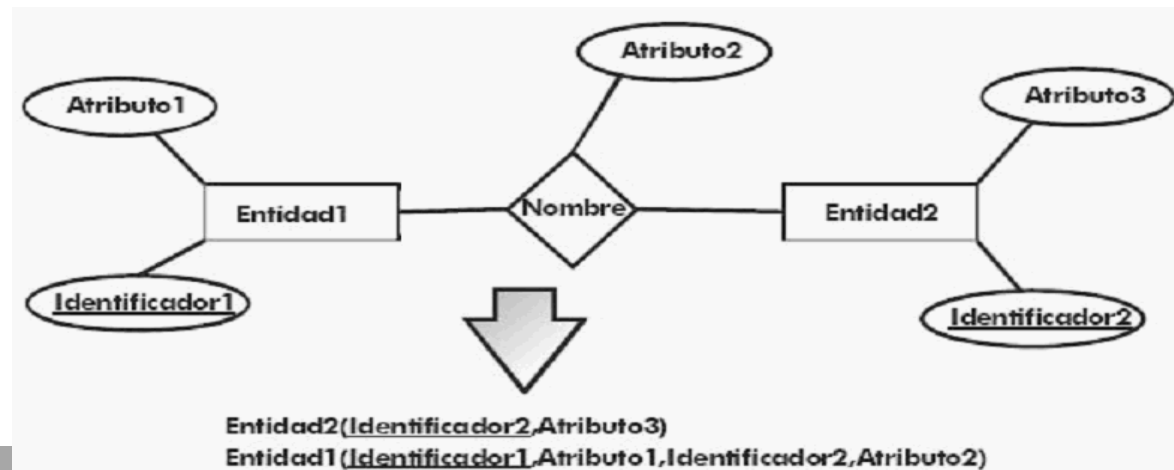 Atributo2
Atributo1
Atributo3
Entidad1
Nombre
Entidad2
Identificador1
Identificador2
Entidad2(Identificador2,Atributo3)
Entidad1(Identificador1,Atributo1,Identificador2,Atributo2)